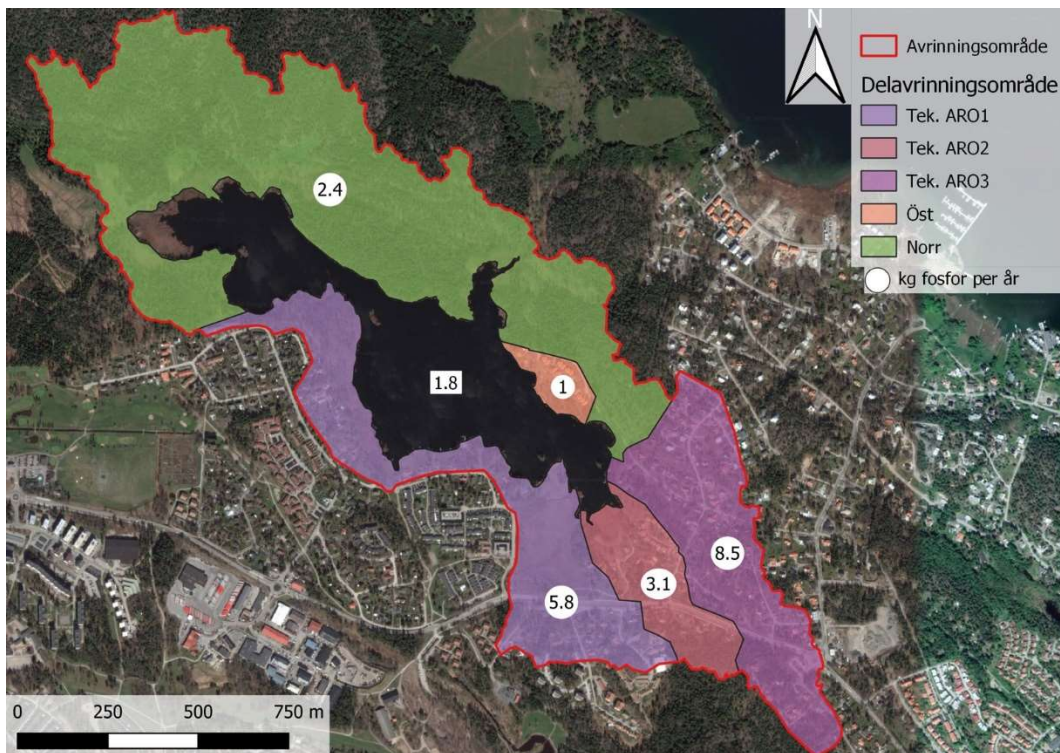 N
Avrinningsområde
Delavrinningsområde
Tek. ARO1
Tek. ARO2
Tek. ARO3
Öst
Norr
kg fosfor per år
2.4
1.8
1
8.5
3.1
5.8
0 250 500 750 m